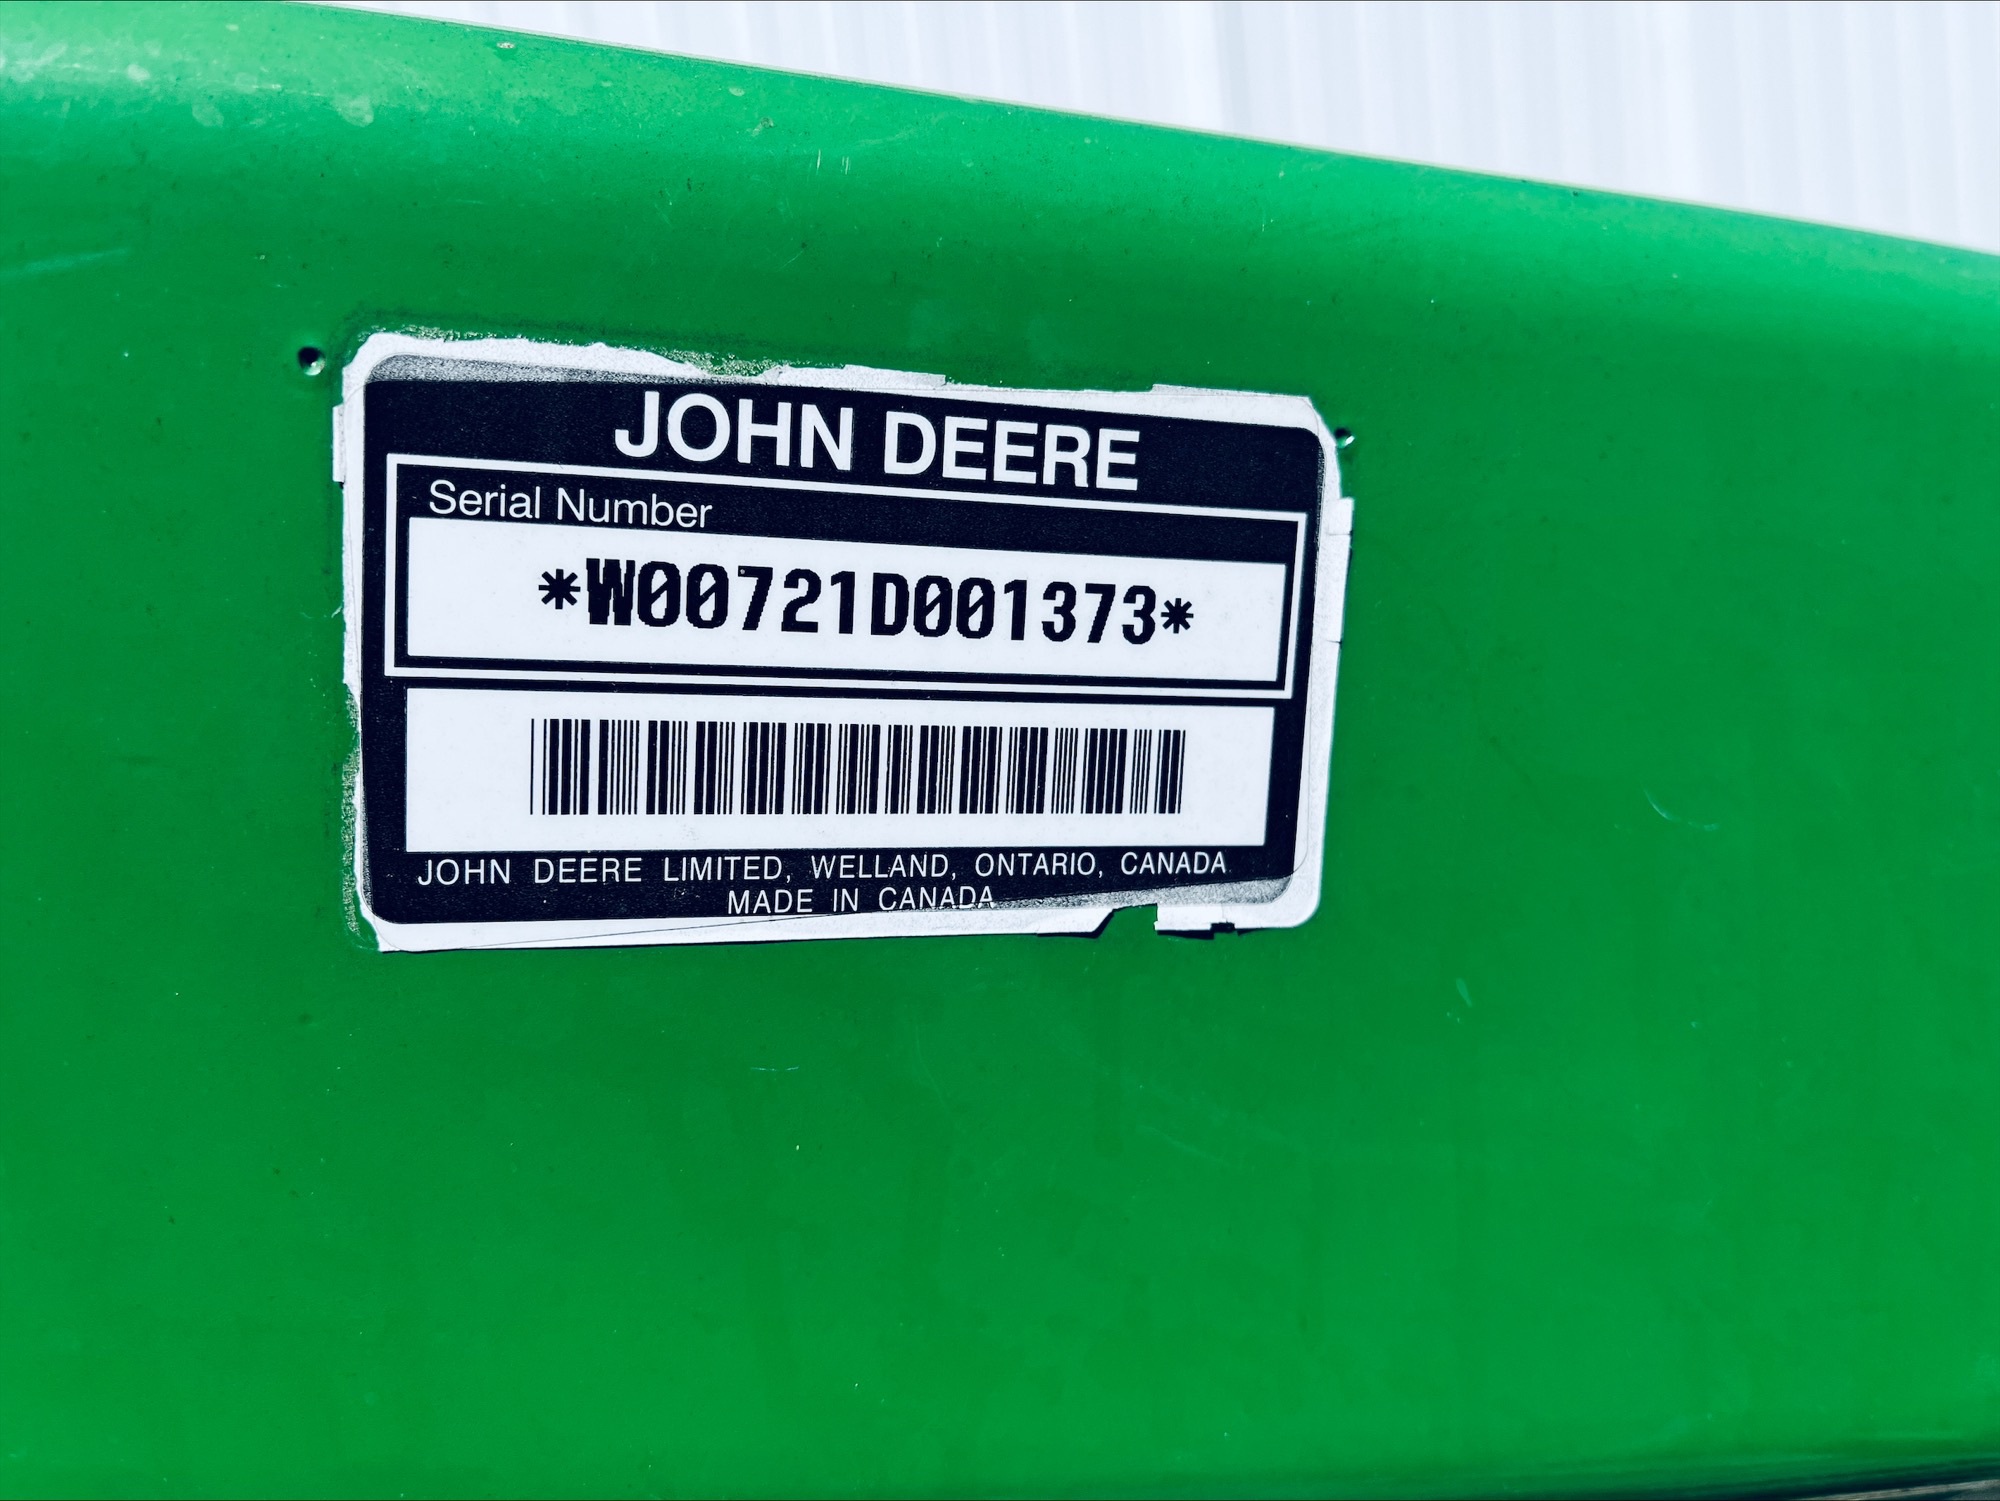 JOHN DEERE
Serial Number
*W00721D001373*
JOHN DEERE LIMITED, WELLAND, ONTARIO, CANADA
MADE IN CANADA